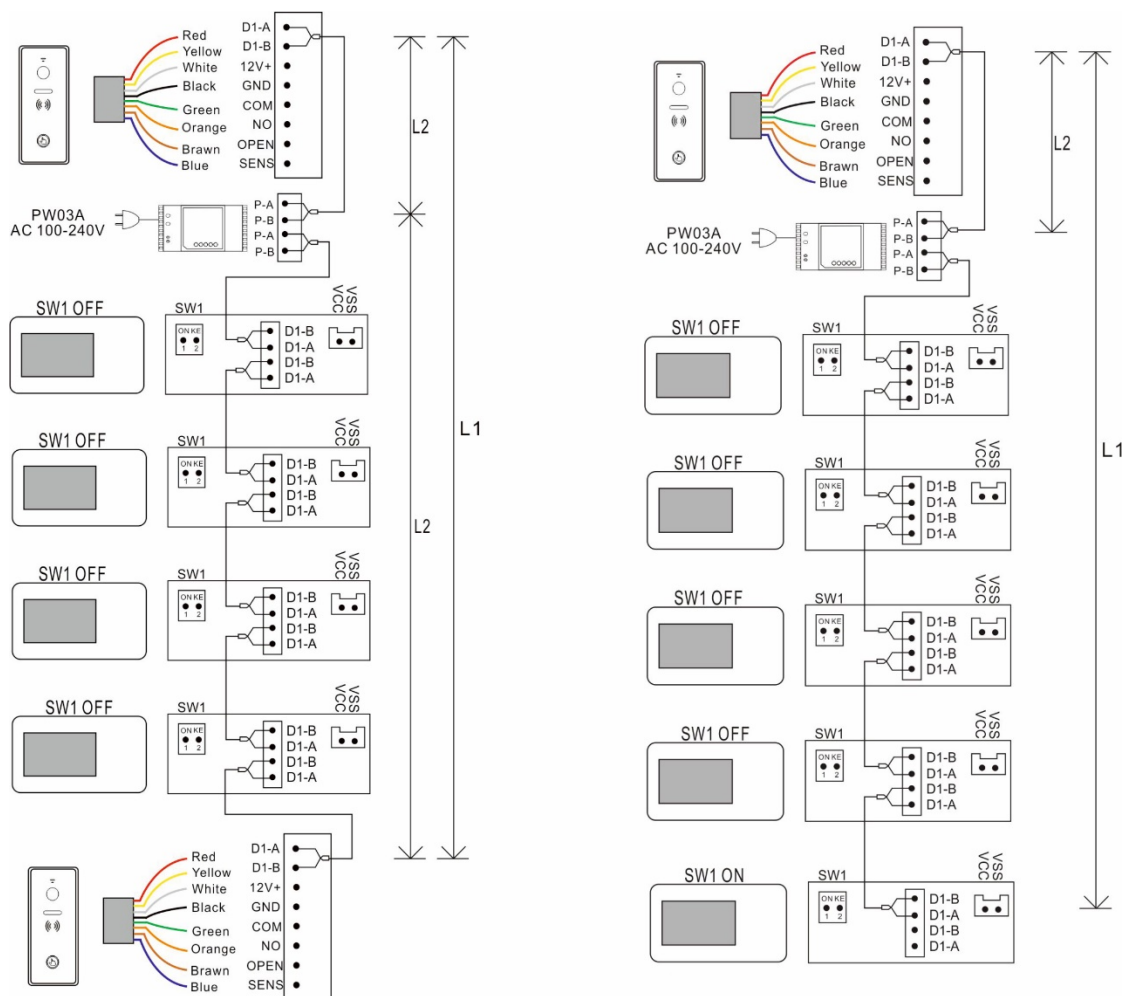 Red
Yellow
White
Black
Green
Orange
Brawn
Blue
D1-A
D1-B
12V+
GND
COM
NO
OPEN
SENS
L2
PW03A
AC 100-240V
P-A
P-B
P-A
P-B
SW1 OFF
SW1
ON KE
1 2
D1-B
D1-A
D1-B
D1-A
VCC
VSS
SW1 OFF
SW1
ON KE
1 2
D1-B
D1-A
D1-B
D1-A
VCC
VSS
L1
L2
SW1 OFF
SW1
ON KE
1 2
D1-B
D1-A
D1-B
D1-A
VCC
VSS
SW1 OFF
SW1
ON KE
1 2
D1-B
D1-A
D1-B
D1-A
VCC
VSS
Red
Yellow
White
Black
Green
Orange
Brawn
Blue
D1-A
D1-B
12V+
GND
COM
NO
OPEN
SENS
Red
Yellow
White
Black
Green
Orange
Brawn
Blue
D1-A
D1-B
12V+
GND
COM
NO
OPEN
SENS
L2
PW03A
AC 100-240V
P-A
P-B
P-A
P-B
SW1 OFF
SW1
ON KE
1 2
D1-B
D1-A
D1-B
D1-A
VCC
VSS
L1
SW1 OFF
SW1
ON KE
1 2
D1-B
D1-A
D1-B
D1-A
VCC
VSS
SW1 OFF
SW1
ON KE
1 2
D1-B
D1-A
D1-B
D1-A
VCC
VSS
SW1 OFF
SW1
ON KE
1 2
D1-B
D1-A
D1-B
D1-A
VCC
VSS
SW1 ON
SW1
ON KE
1 2
D1-B
D1-A
D1-B
D1-A
VCC
VSS